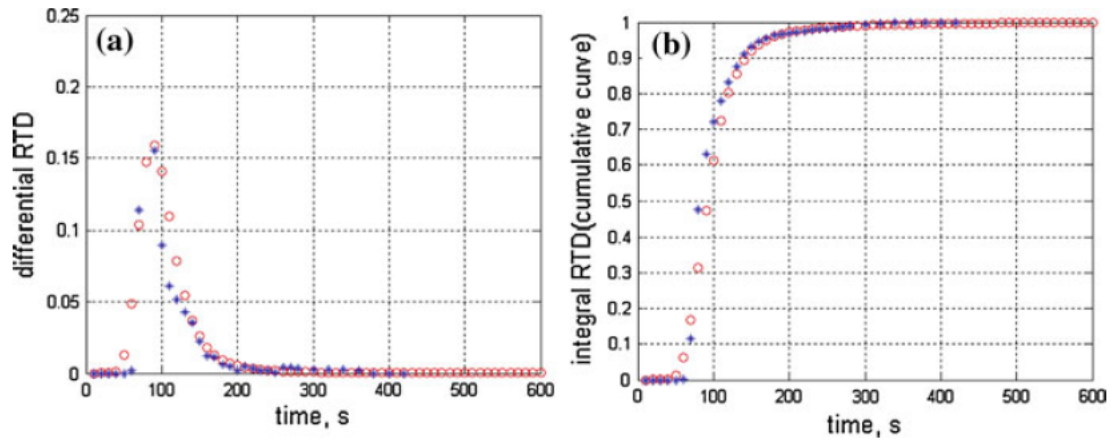 (a)
differential RTD
0.25
0.2
0.15
0.1
0.05
0
0 100 200 300 400 500 600
time, s
(b)
integral RTD(cumulative curve)
1
0.9
0.8
0.7
0.6
0.5
0.4
0.3
0.2
0.1
0
0 100 200 300 400 500 600
time, s